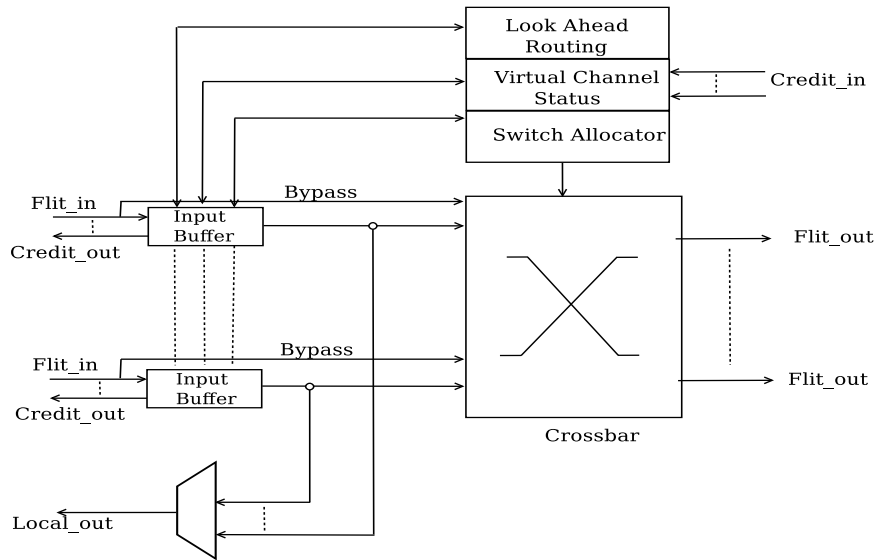 Look Ahead
Routing
Virtual Channel
Status
Credit_in
Switch Allocator
Bypass
Flit_in
Input
Buffer
Credit_out
Flit_out
Bypass
Flit_in
Input
Buffer
Credit_out
Flit_out
Crossbar
Local_out